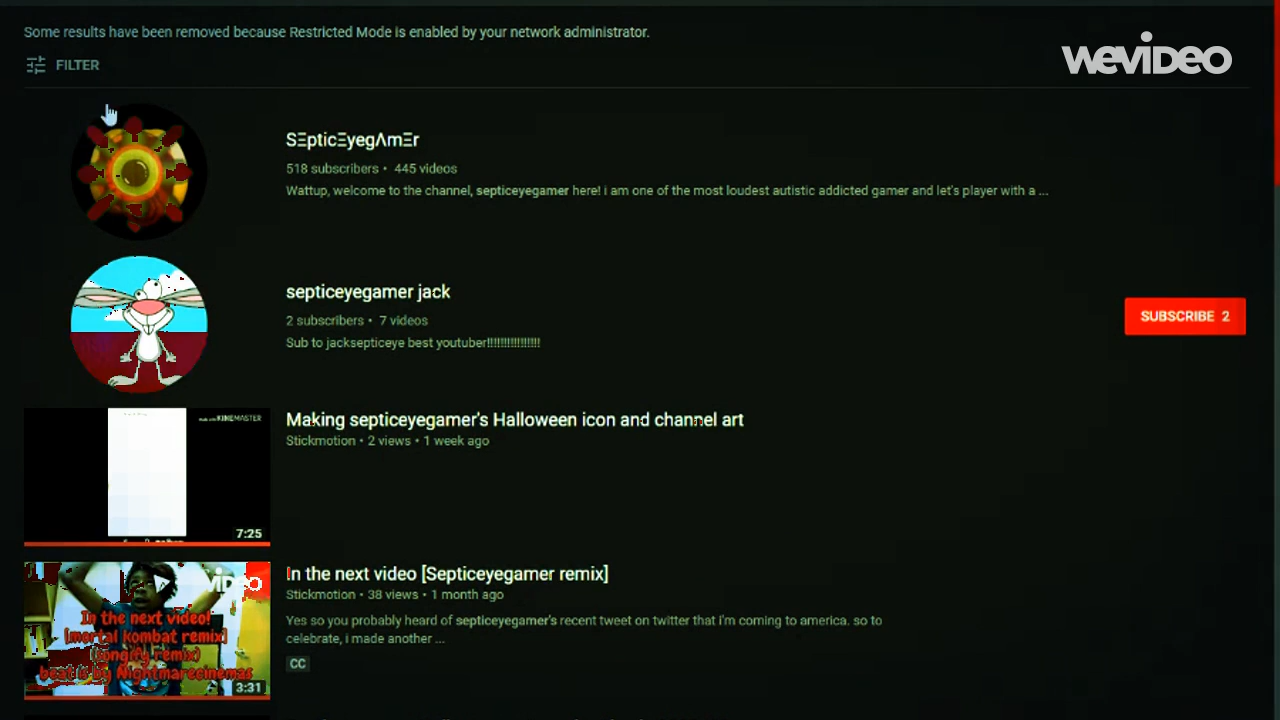 Some results have been removed because Restricted Mode is enabled by your network administrator.
WEVIDEO
FILTER
SΞpticΞyegΛmΞr
518 subscribers • 445 videos
Wattup, welcome to the channel, septiceyegamer here! i am one of the most loudest autistic addicted gamer and let's player with a ...
septiceyegamer jack
2 subscribers • 7 videos
SUBSCRIBE 2
Sub to jacksepticeye best youtuber!!!!!!!!!!!!!!!!
KINEMASTER
7:25
Making septiceyegamer's Halloween icon and channel art
Stickmotion • 2 views • 1 week ago
In the next video!
[mortal kombat remix]
(songify remix)
beat is by Nightmarecinemas
3:31
In the next video [Septiceyegamer remix]
Stickmotion • 38 views • 1 month ago
Yes so you probably heard of septiceyegamer's recent tweet on twitter that I'm coming to america. so to
celebrate, i made another ...
CC